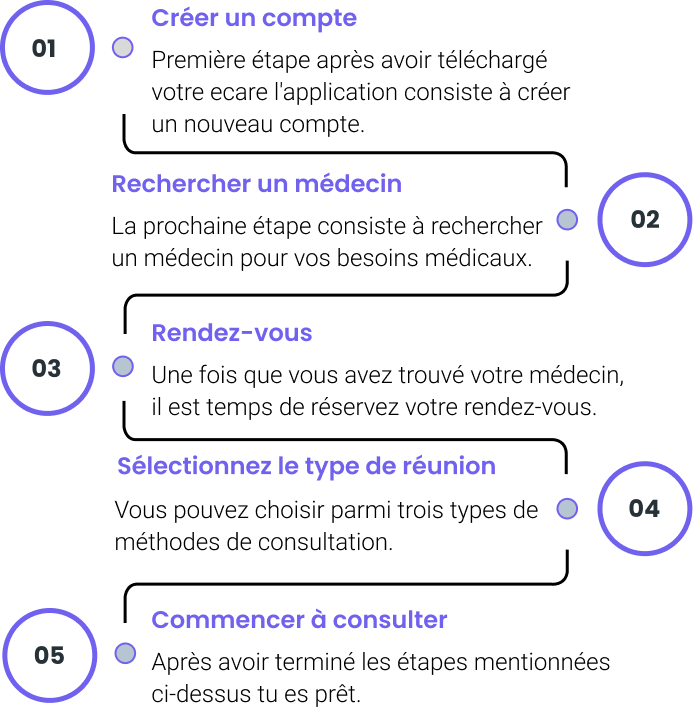 01
Créer un compte
Première étape après avoir téléchargé
votre ecare l'application consiste à créer
un nouveau compte.
Rechercher un médecin
La prochaine étape consiste à rechercher
un médecin pour vos besoins médicaux.
02
Rendez-vous
03
Une fois que vous avez trouvé votre médecin,
il est temps de réservez votre rendez-vous.
Sélectionnez le type de réunion
Vous pouvez choisir parmi trois types de
méthodes de consultation.
04
Commencer à consulter
05
Après avoir terminé les étapes mentionnées
ci-dessus tu es prêt.